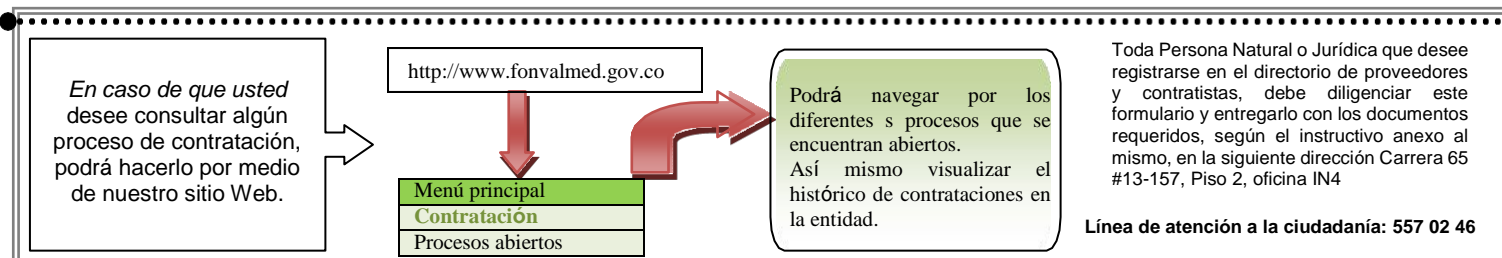 En caso de que usted
desee consultar algún
proceso de contratación,
podrá hacerlo por medio
de nuestro sitio Web.
http://www.fonvalmed.gov.co
Menú principal
Contratación
Procesos abiertos
Podrá navegar por los
diferentes s procesos que se
encuentran abiertos.
Así mismo visualizar el
histórico de contrataciones en
la entidad.
Toda Persona Natural o Jurídica que desee
registrarse en el directorio de proveedores
y contratistas, debe diligenciar este
formulario y entregarlo con los documentos
requeridos, según el instructivo anexo al
mismo, en la siguiente dirección Carrera 65
#13-157, Piso 2, oficina IN4
Línea de atención a la ciudadanía: 557 02 46